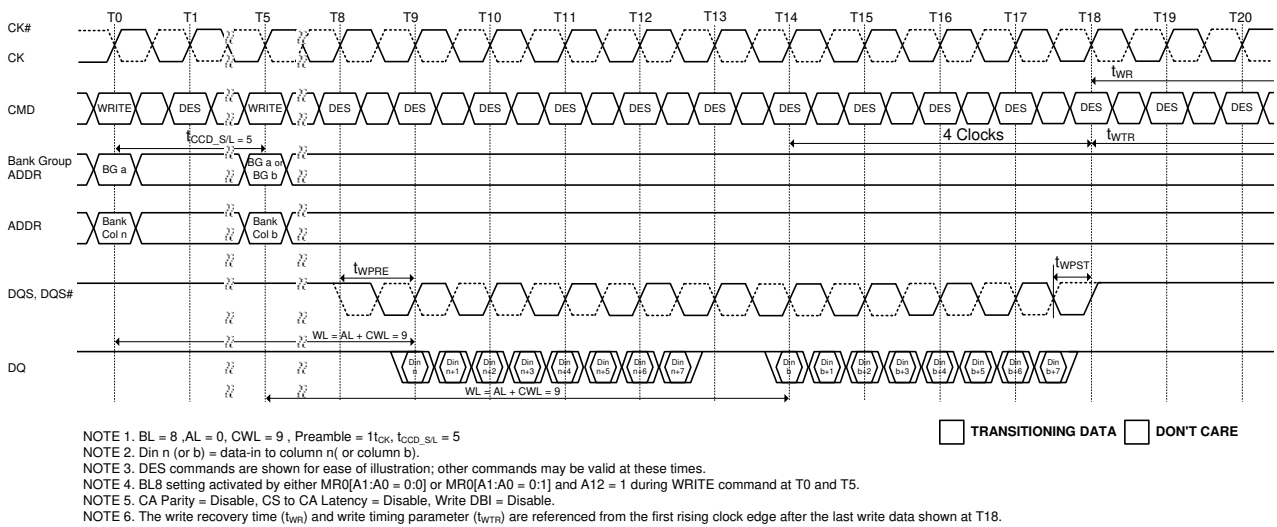 T0 T1 T5 T8 T9 T10 T11 T12 T13 T14 T15 T16 T17 T18 T19 T20
CK#
CK
tWR
CMD WRITE DES WRITE DES DES DES DES DES DES DES DES DES DES DES DES DES
tCCD_S/L = 5
4 Clocks
tWTR
Bank Group
ADDR
BG a
BG a or
BG b
ADDR
Bank
Col n
Bank
Col b
tWPRE
tWPST
DQS, DQS#
WL = AL + CWL = 9
DQ
Din n
Din n+1
Din n+2
Din n+3
Din n+4
Din n+5
Din n+6
Din n+7
Din b
Din b+1
Din b+2
Din b+3
Din b+4
Din b+5
Din b+6
Din b+7
WL = AL + CWL = 9
TRANSITIONING DATA DON'T CARE
NOTE 1. BL = 8 ,AL = 0, CWL = 9 , Preamble = 1tCK, tCCD_S/L = 5
NOTE 2. Din n (or b) = data-in to column n( or column b).
NOTE 3. DES commands are shown for ease of illustration; other commands may be valid at these times.
NOTE 4. BL8 setting activated by either MR0[A1:A0 = 0:0] or MR0[A1:A0 = 0:1] and A12 = 1 during WRITE command at T0 and T5.
NOTE 5. CA Parity = Disable, CS to CA Latency = Disable, Write DBI = Disable.
NOTE 6. The write recovery time (tWR) and write timing parameter (tWTR) are referenced from the first rising clock edge after the last write data shown at T18.